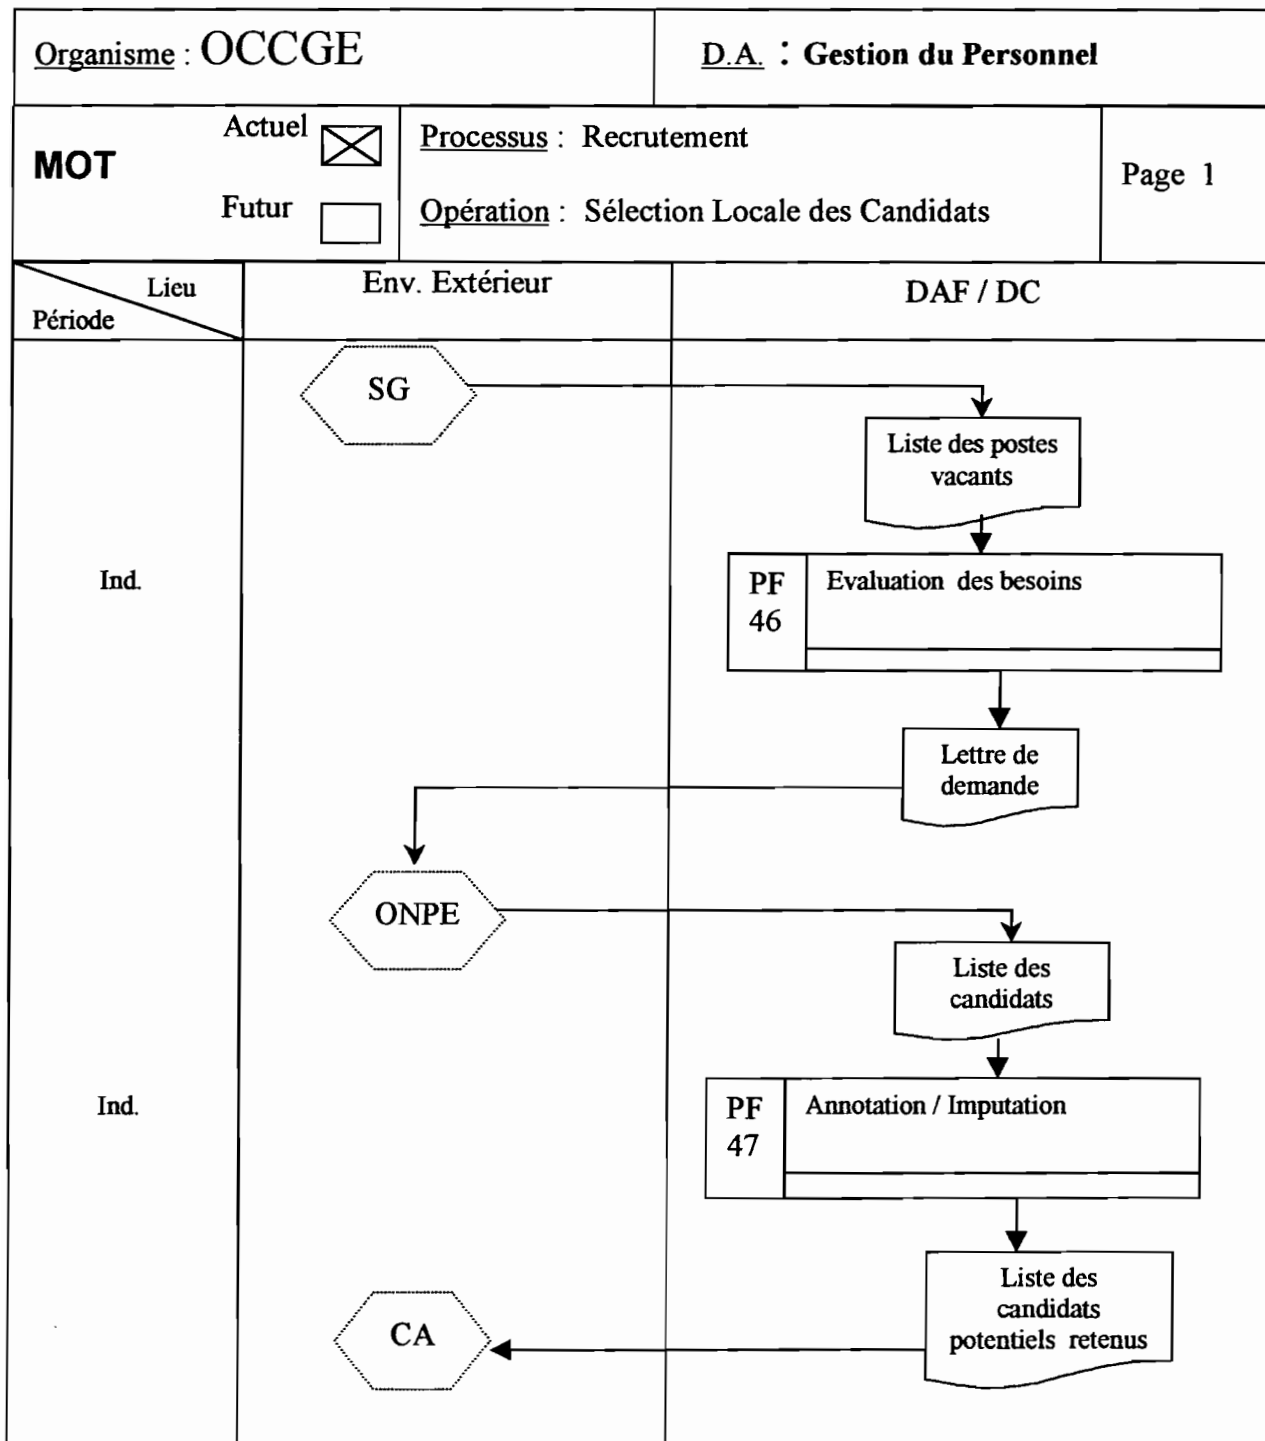 Organisme : OCCGE
D.A. : Gestion du Personnel
MOT
Actuel
Futur
Processus : Recrutement
Opération : Sélection Locale des Candidats
Page 1
Lieu
Période
Env. Extérieur
DAF / DC
SG
Liste des postes
vacants
Ind.
PF
46
Evaluation des besoins
Lettre de
demande
ONPE
Liste des
candidats
Ind.
PF
47
Annotation / Imputation
Liste des
candidats
potentiels retenus
CA